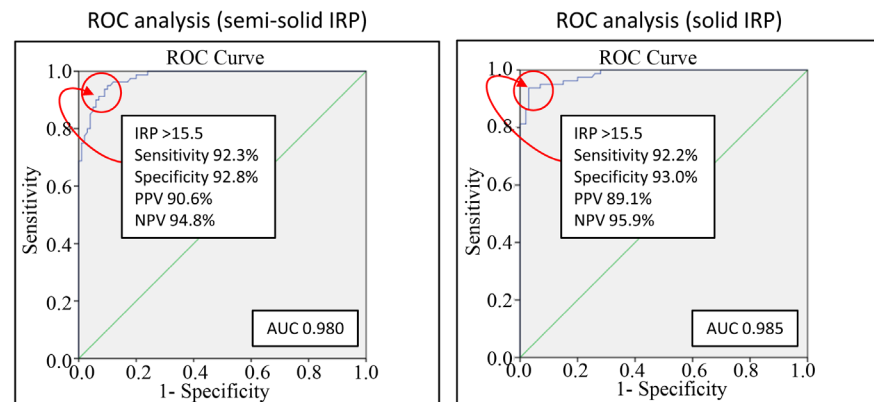 ROC analysis (semi-solid IRP)
ROC Curve
1.0
0.8
0.6
0.4
0.2
0.0
Sensitivity
IRP >15.5
Sensitivity 92.3%
Specificity 92.8%
PPV 90.6%
NPV 94.8%
AUC 0.980
0.0 0.2 0.4 0.6 0.8 1.0
1- Specificity
ROC analysis (solid IRP)
ROC Curve
1.0
0.8
0.6
0.4
0.2
0.0
Sensitivity
IRP >15.5
Sensitivity 92.2%
Specificity 93.0%
PPV 89.1%
NPV 95.9%
AUC 0.985
0.0 0.2 0.4 0.6 0.8 1.0
1- Specificity